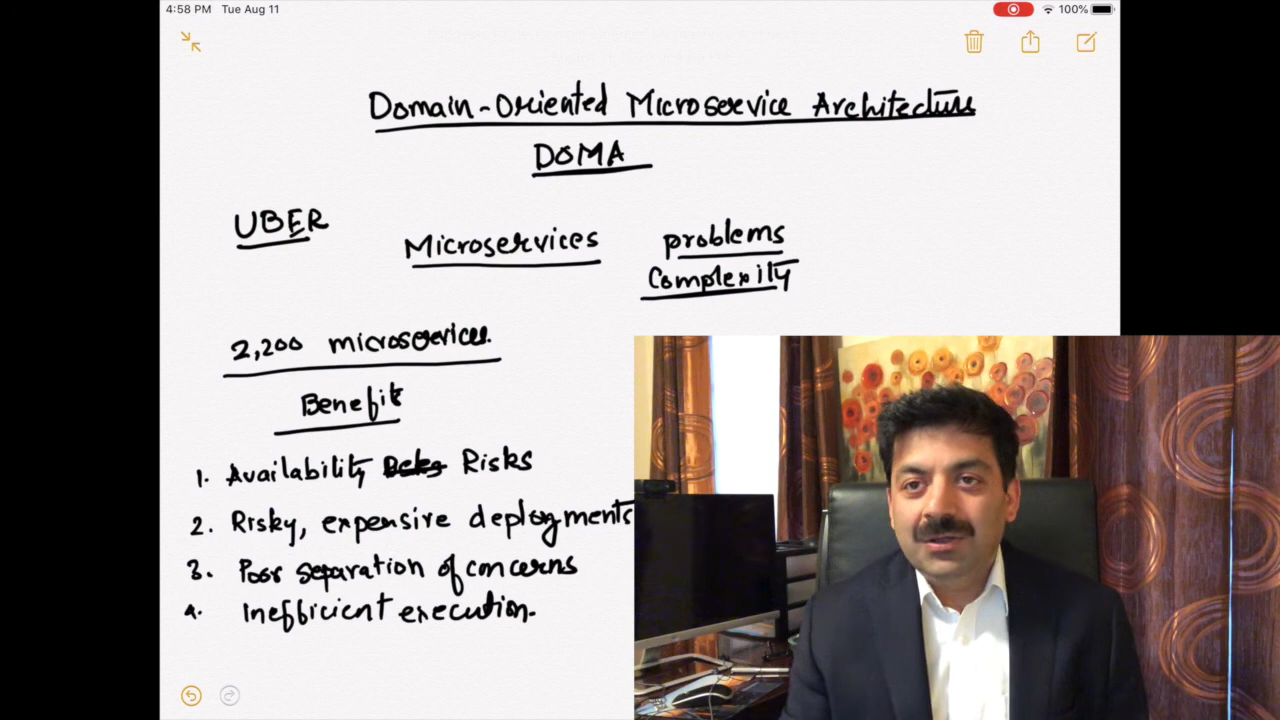 4:58 PM Tue Aug 11
100%
Domain-Oriented Microservice Architecture
DOMA
UBER
Microservices
problems
Complexity
2,200 microservices.
Benefit
1. Availability Risks
2. Risky, expensive deployments
3. Poor separation of concerns
4. Inefficient execution.